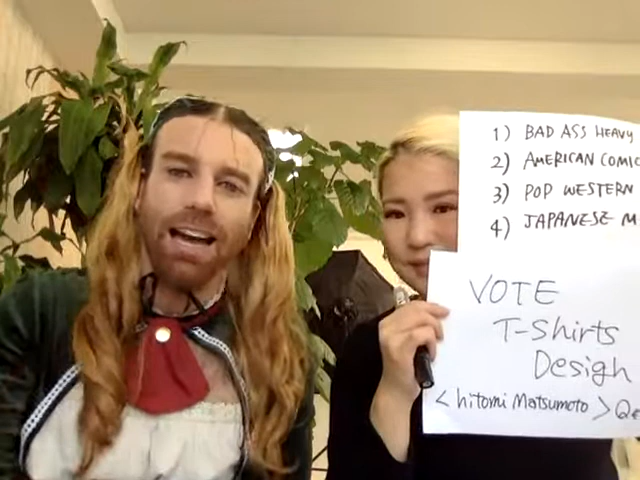 1) BAD ASS HEAVY
2) AMERICAN COMIC
3) POP WESTERN
4) JAPANESE M
VOTE
T-Shirts
Design
<hitomi Matsumoto>